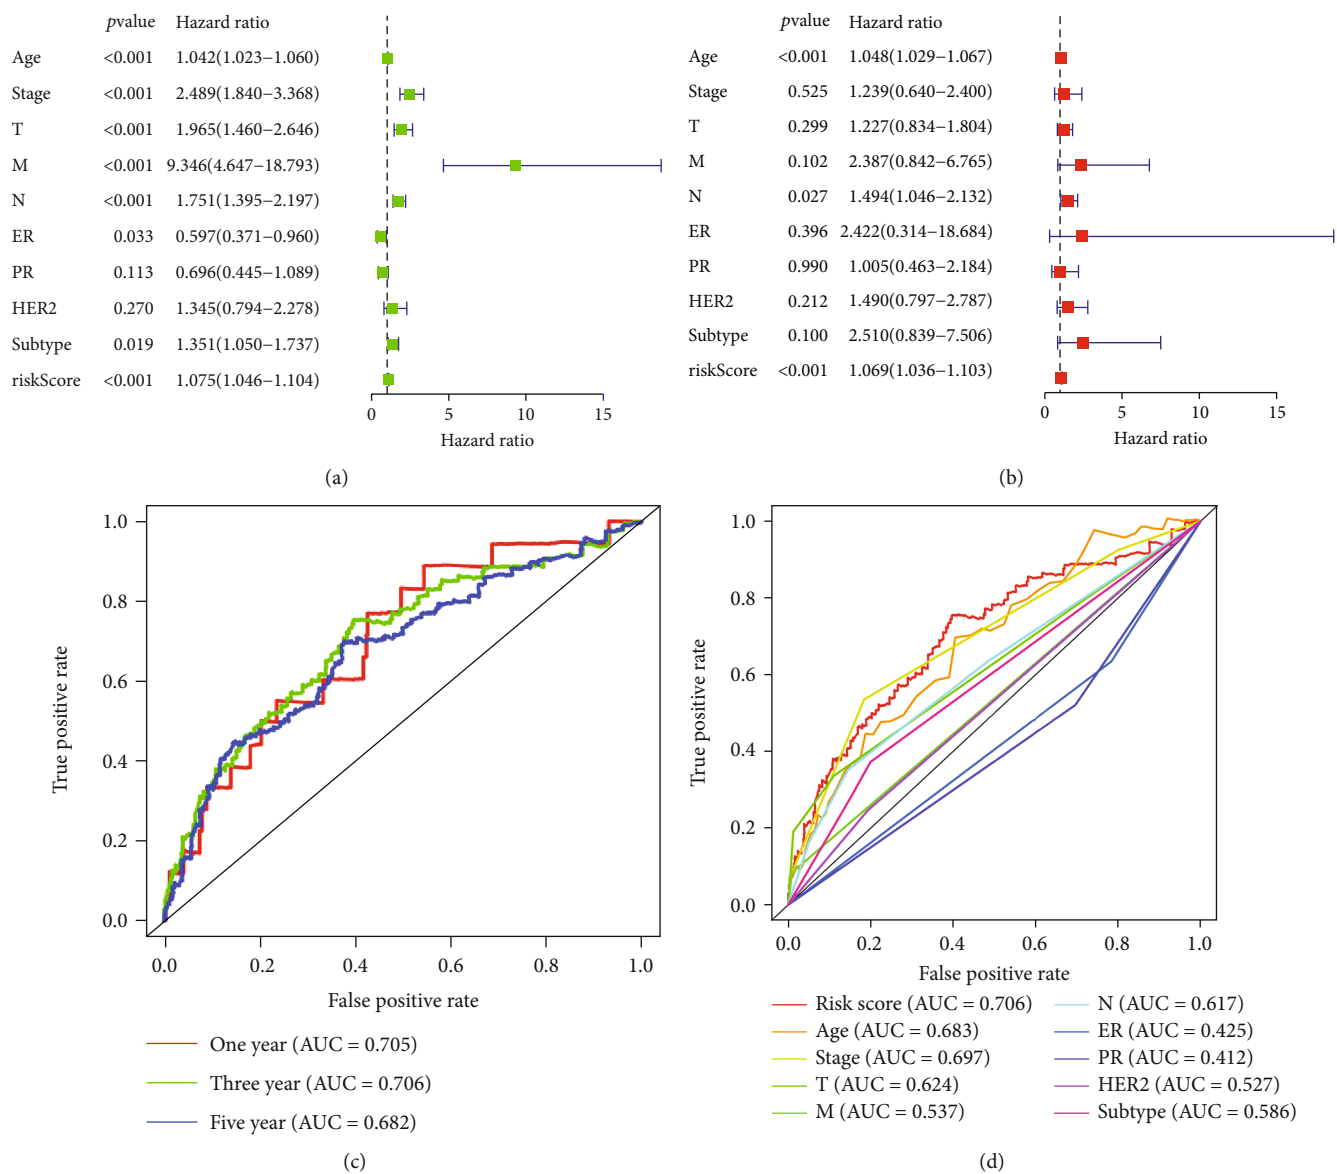 pvalue Hazard ratio
Age <0.001 1.042(1.023−1.060)
Stage <0.001 2.489(1.840−3.368)
T <0.001 1.965(1.460−2.646)
M <0.001 9.346(4.647−18.793)
N <0.001 1.751(1.395−2.197)
ER 0.033 0.597(0.371−0.960)
PR 0.113 0.696(0.445−1.089)
HER2 0.270 1.345(0.794−2.278)
Subtype 0.019 1.351(1.050−1.737)
riskScore <0.001 1.075(1.046−1.104)
0 5 10 15
Hazard ratio
(a)
pvalue Hazard ratio
Age <0.001 1.048(1.029−1.067)
Stage 0.525 1.239(0.640−2.400)
T 0.299 1.227(0.834−1.804)
M 0.102 2.387(0.842−6.765)
N 0.027 1.494(1.046−2.132)
ER 0.396 2.422(0.314−18.684)
PR 0.990 1.005(0.463−2.184)
HER2 0.212 1.490(0.797−2.787)
Subtype 0.100 2.510(0.839−7.506)
riskScore <0.001 1.069(1.036−1.103)
0 5 10 15
Hazard ratio
(b)
True positive rate
1.0
0.8
0.6
0.4
0.2
0.0
0.0 0.2 0.4 0.6 0.8 1.0
False positive rate
One year (AUC = 0.705)
Three year (AUC = 0.706)
Five year (AUC = 0.682)
(c)
True positive rate
1.0
0.8
0.6
0.4
0.2
0.0
0.0 0.2 0.4 0.6 0.8 1.0
False positive rate
Risk score (AUC = 0.706)
Age (AUC = 0.683)
Stage (AUC = 0.697)
T (AUC = 0.624)
M (AUC = 0.537)
N (AUC = 0.617)
ER (AUC = 0.425)
PR (AUC = 0.412)
HER2 (AUC = 0.527)
Subtype (AUC = 0.586)
(d)